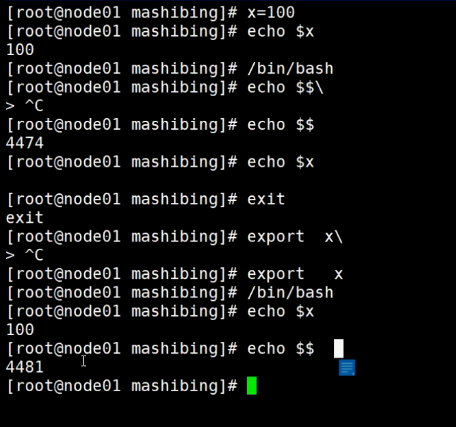 [root@node01 mashibing]# x=100
[root@node01 mashibing]# echo $x
100
[root@node01 mashibing]# /bin/bash
[root@node01 mashibing]# echo $$\
> ^C
[root@node01 mashibing]# echo $$
4474
[root@node01 mashibing]# echo $x

[root@node01 mashibing]# exit
exit
[root@node01 mashibing]# export  x\
> ^C
[root@node01 mashibing]# export   x
[root@node01 mashibing]# /bin/bash
[root@node01 mashibing]# echo $x
100
[root@node01 mashibing]# echo $$
4481
[root@node01 mashibing]#